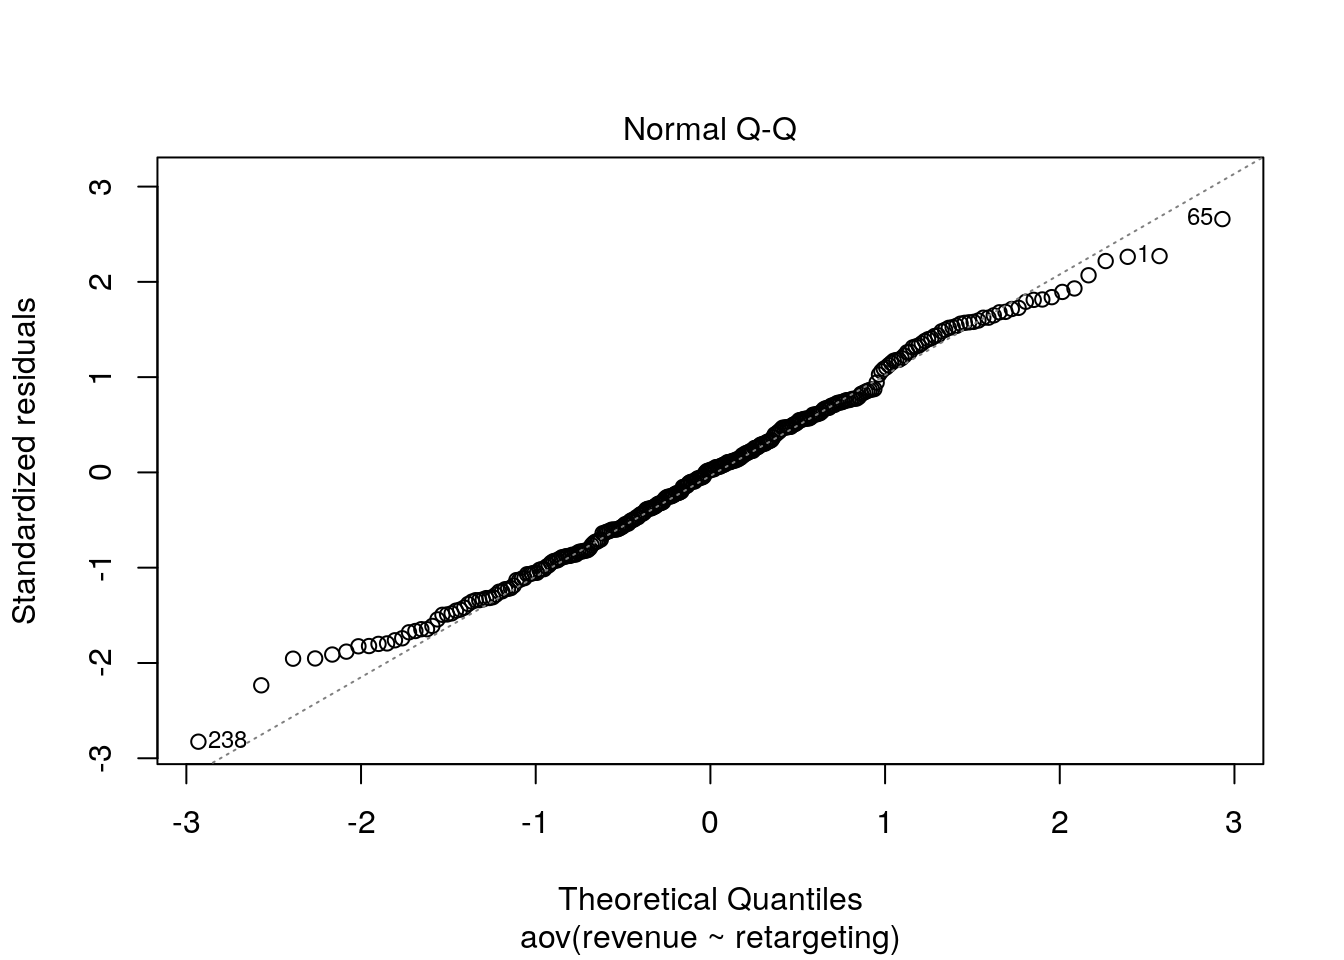 Normal Q-Q
Standardized residuals
3
2
1
0
-1
-2
-3
65
1
238
-3 -2 -1 0 1 2 3
Theoretical Quantiles
aov(revenue ~ retargeting)